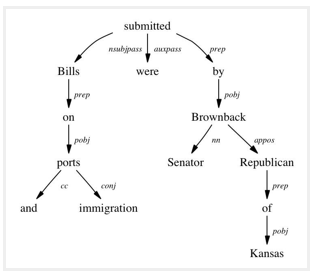 submitted
nsubjpass auxpass prep
Bills were by
prep pobj
on Brownback
pobj nn appos
ports Senator Republican
cc conj prep
and immigration of
pobj
Kansas